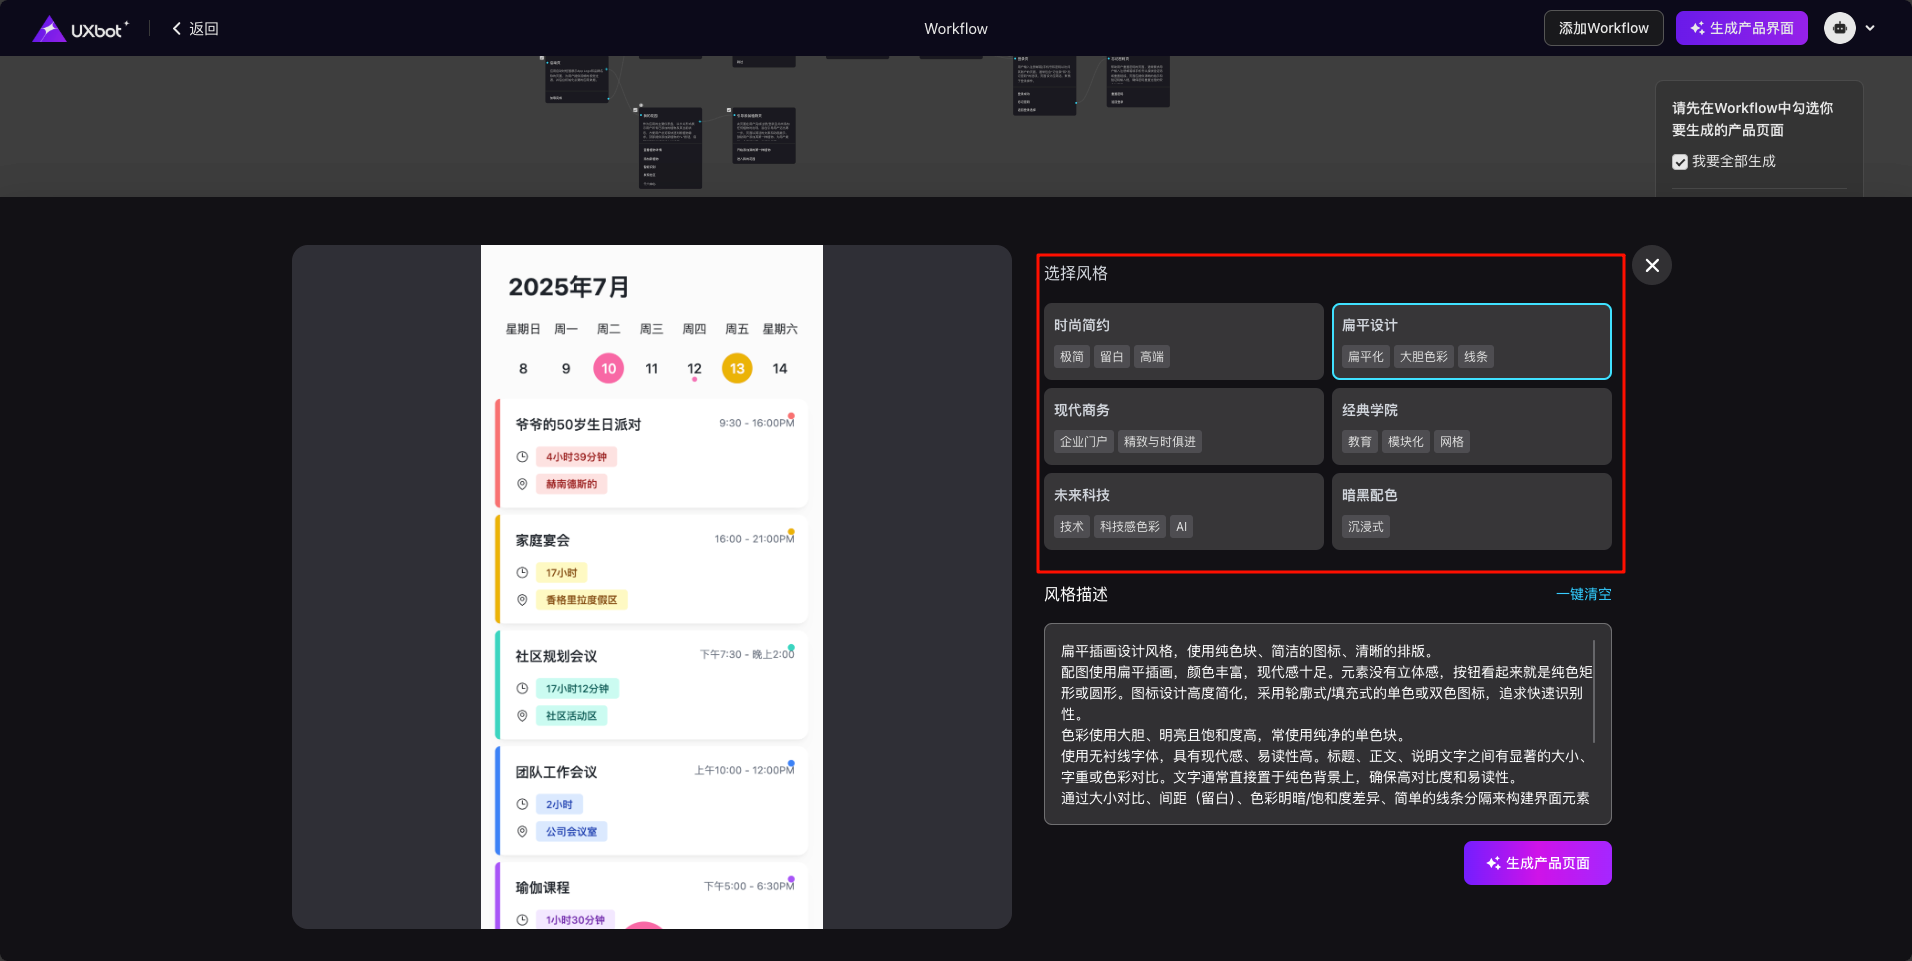 UXbot
返回
Workflow
添加Workflow
生成产品界面
请先在Workflow中勾选你
要生成的产品页面
我要全部生成
2025年7月
星期日 周一 周二 周三 周四 周五 星期六
8 9 10 11 12 13 14
爷爷的50岁生日派对
9:30 - 16:00PM
4小时39分钟
赫南德斯的
家庭宴会
16:00 - 21:00PM
17小时
香格里拉度假区
社区规划会议
下午7:30 - 晚上2:00
17小时12分钟
社区活动区
团队工作会议
上午10:00 - 12:00PM
2小时
公司会议室
瑜伽课程
下午5:00 - 6:30PM
1小时30分钟
选择风格
时尚简约
极简 留白 高端
扁平设计
扁平化 大胆色彩 线条
现代商务
企业门户 精致与时俱进
经典学院
教育 模块化 网格
未来科技
技术 科技感色彩 AI
暗黑配色
沉浸式
风格描述
一键清空
扁平插画设计风格，使用纯色块、简洁的图标、清晰的排版。
配图使用扁平插画，颜色丰富，现代感十足。元素没有立体感，按钮看起来就是纯色矩
形或圆形。图标设计高度简化，采用轮廓式/填充式的单色或双色图标，追求快速识别
性。
色彩使用大胆、明亮且饱和度高，常使用纯净的单色块。
使用无衬线字体，具有现代感、易读性高。标题、正文、说明文字之间有显著的大小、
字重或色彩对比。文字通常直接置于纯色背景上，确保高对比度和易读性。
通过大小对比、间距（留白）、色彩明暗/饱和度差异、简单的线条分隔来构建界面元素
生成产品页面